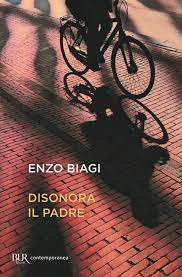 ENZO BIAGI
DISONORA
IL PADRE
BUR contemporanea